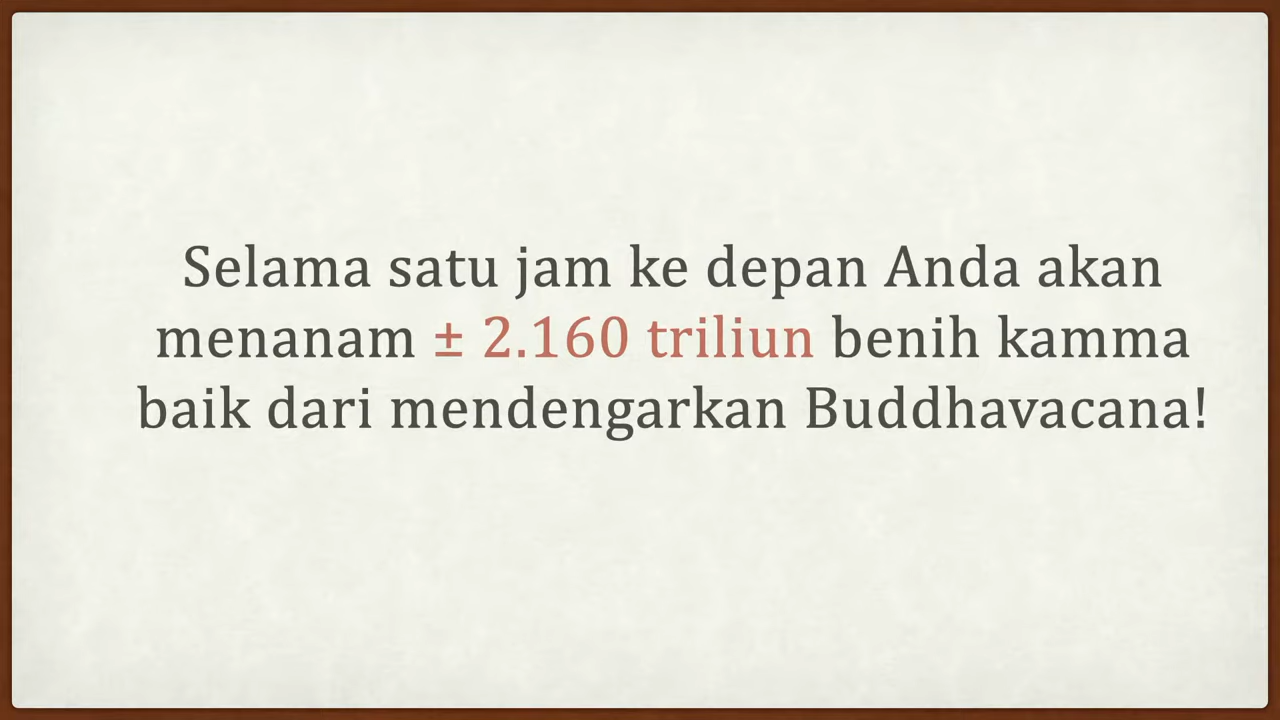 Selama satu jam ke depan Anda akan
menanam ± 2.160 triliun benih kamma
baik dari mendengarkan Buddhavacana!